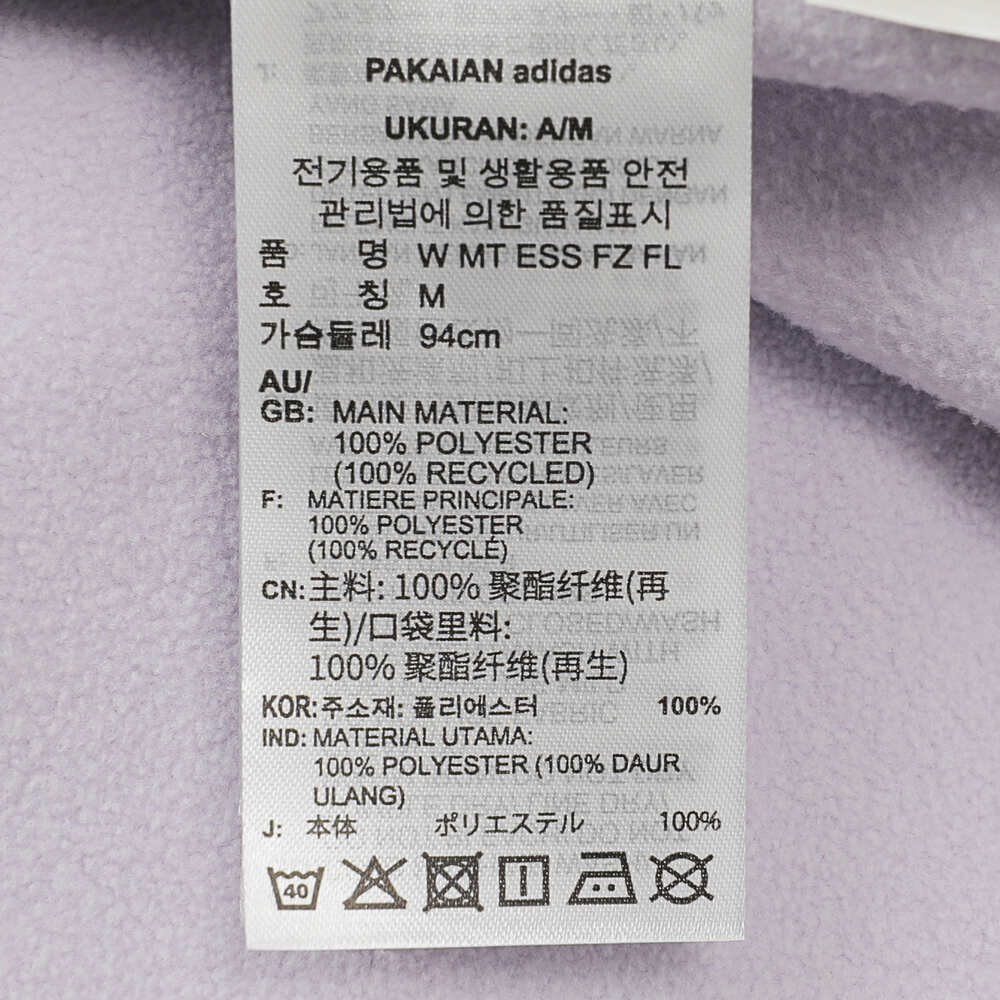 PAKAIAN adidas
UKURAN: A/M
전기용품 및 생활용품 안전
관리법에 의한 품질표시
품 명 W MT ESS FZ FL
호 칭 M
가슴둘레 94cm
AU/
GB: MAIN MATERIAL:
100% POLYESTER
(100% RECYCLED)
F: MATIERE PRINCIPALE:
100% POLYESTER
(100% RECYCLÉ)
CN: 主料: 100% 聚酯纤维(再
生)/口袋里料:
100% 聚酯纤维(再生)
KOR: 주소재: 폴리에스터 100%
IND: MATERIAL UTAMA:
100% POLYESTER (100% DAUR
ULANG)
J: 本体 ポリエステル 100%
40